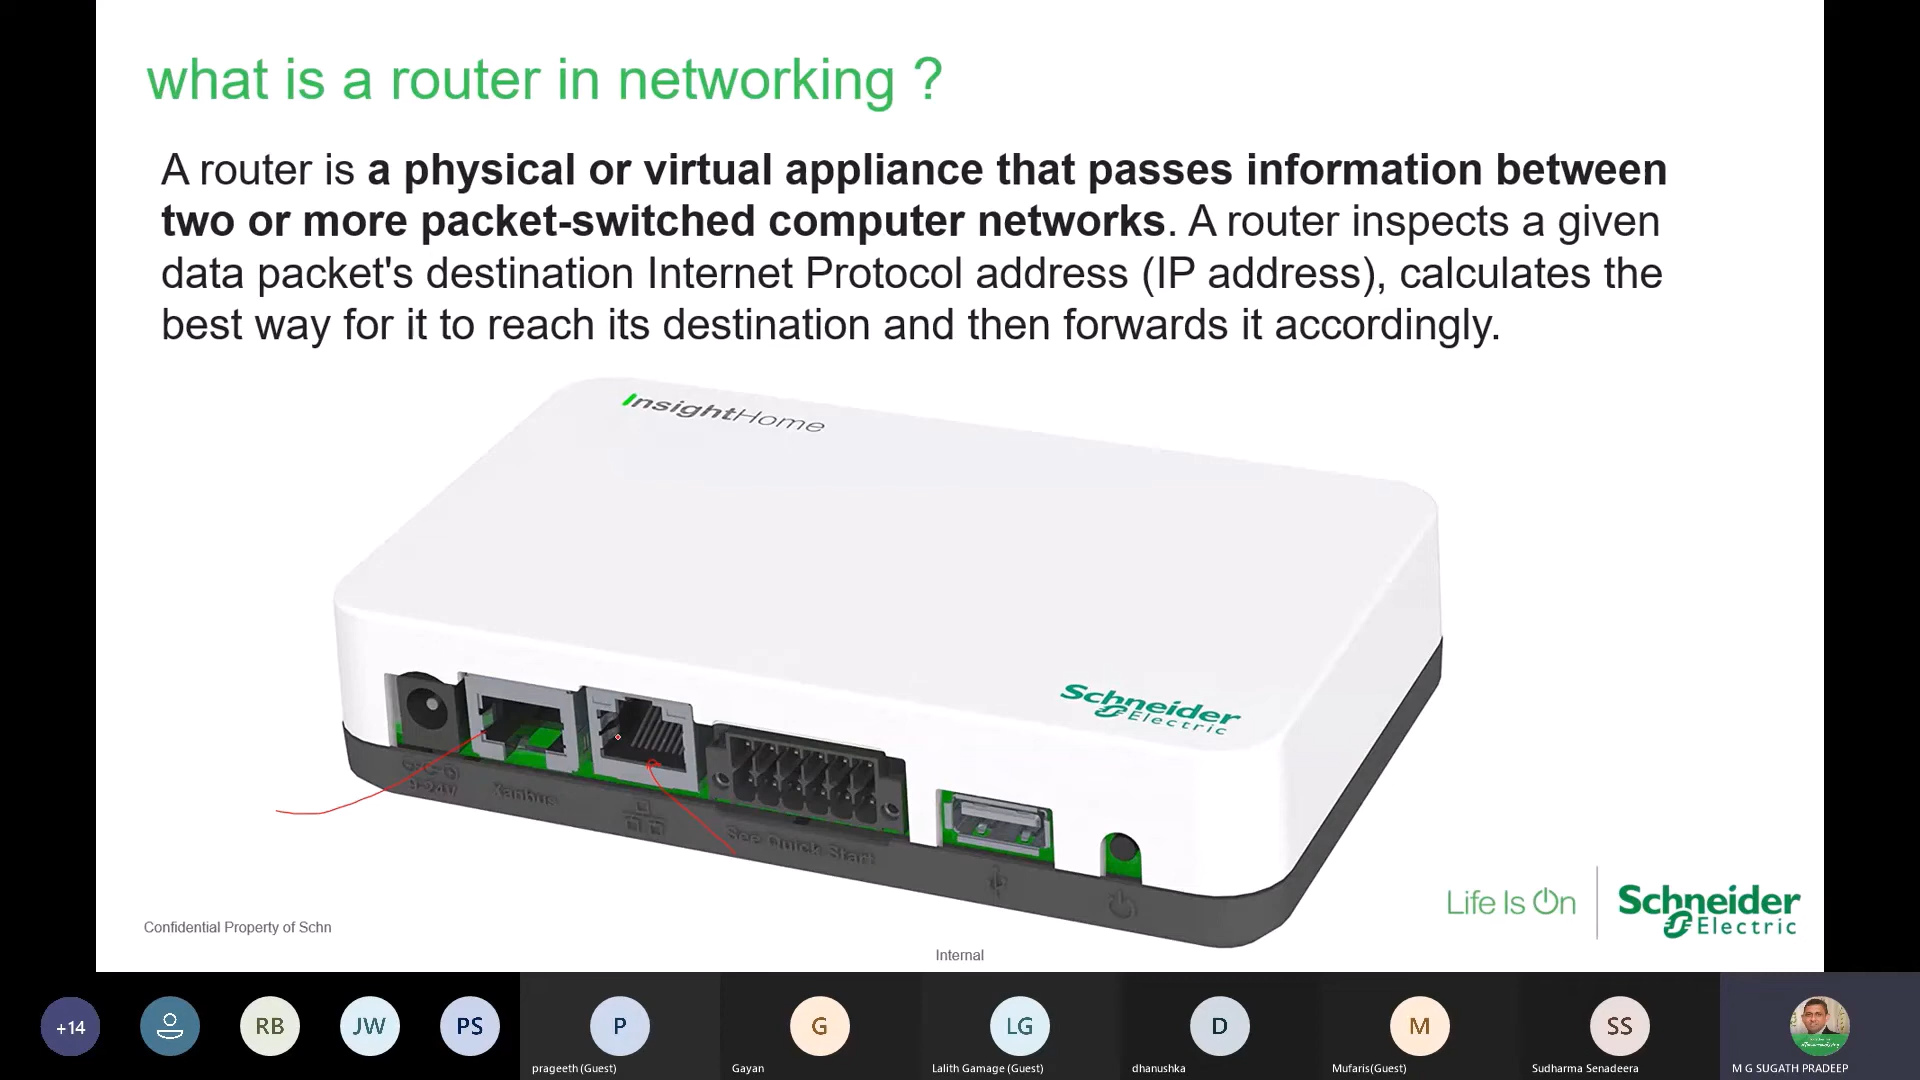 what is a router in networking ?
A router is a physical or virtual appliance that passes information between
two or more packet-switched computer networks. A router inspects a given
data packet's destination Internet Protocol address (IP address), calculates the
best way for it to reach its destination and then forwards it accordingly.
InsightHome
Schneider
Electric
9-24V
Xanbus
See Quick Start
Life Is On
Schneider
Electric
Confidential Property of Schn
Internal
+14
RB
JW
PS
P
G
LG
D
M
SS
prageeth (Guest)
Gayan
Lalith Gamage (Guest)
dhanushka
Mufaris(Guest)
Sudharma Senadeera
M G SUGATH PRADEEP